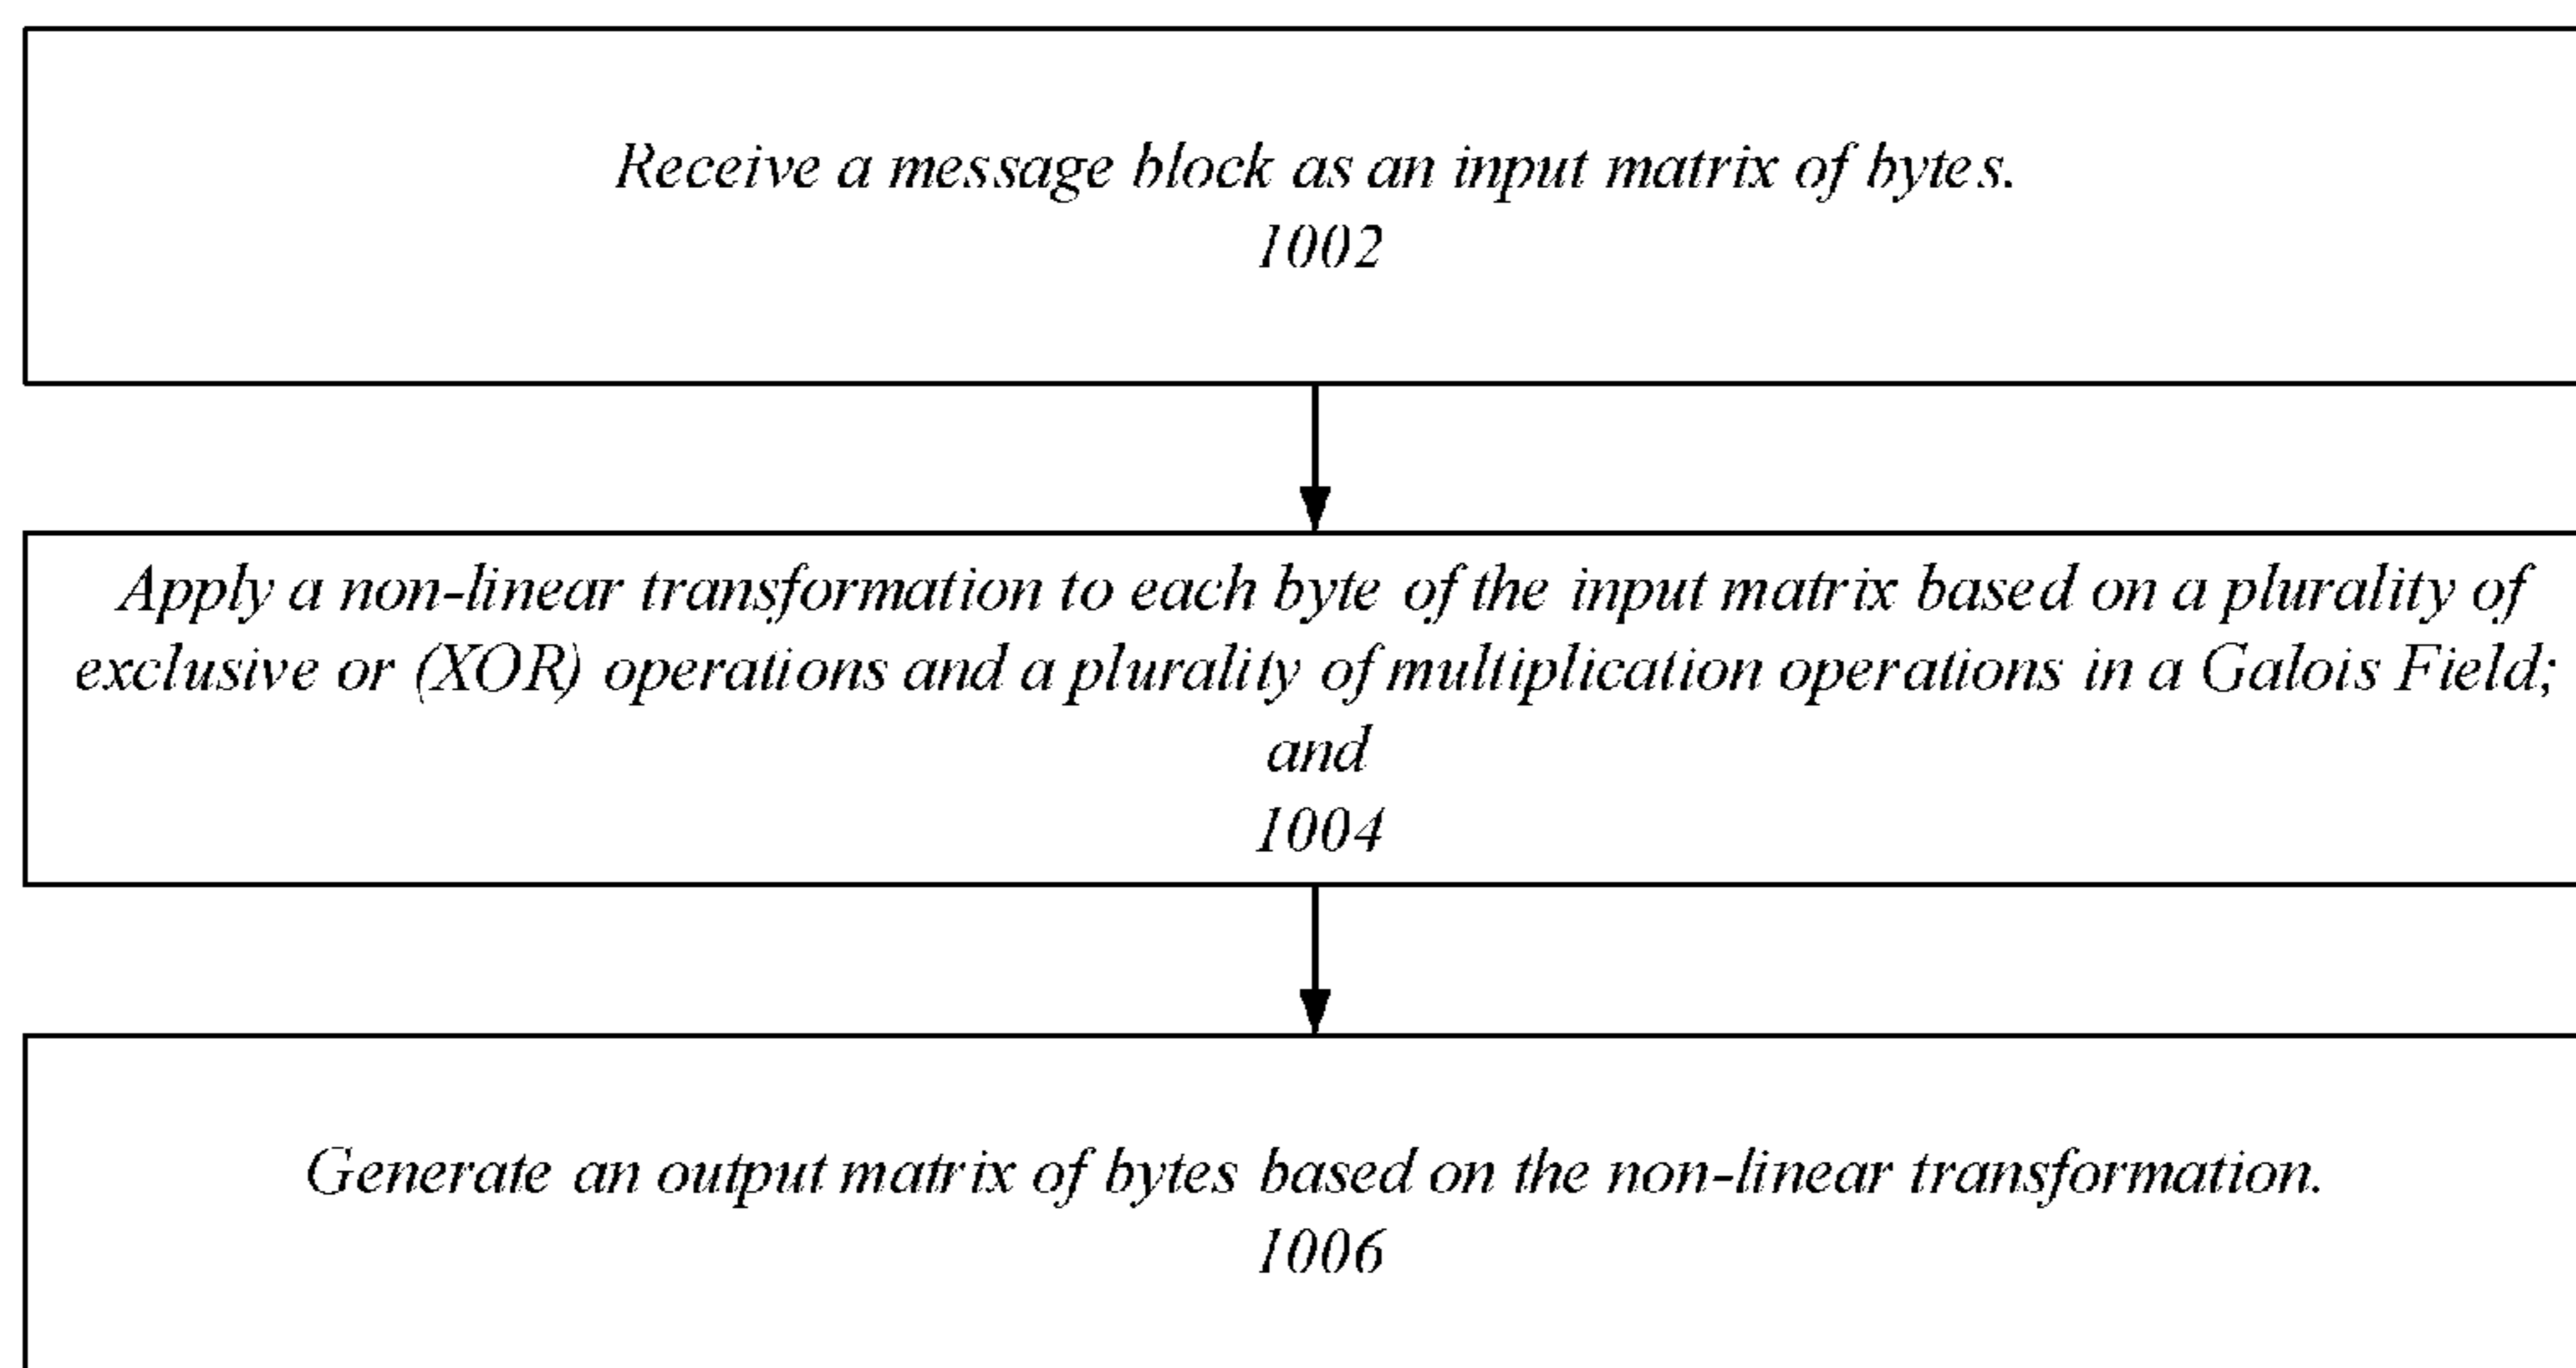 Receive a message block as an input matrix of bytes.
1002
Apply a non-linear transformation to each byte of the input matrix based on a plurality of
exclusive or (XOR) operations and a plurality of multiplication operations in a Galois Field;
and
1004
Generate an output matrix of bytes based on the non-linear transformation.
1006